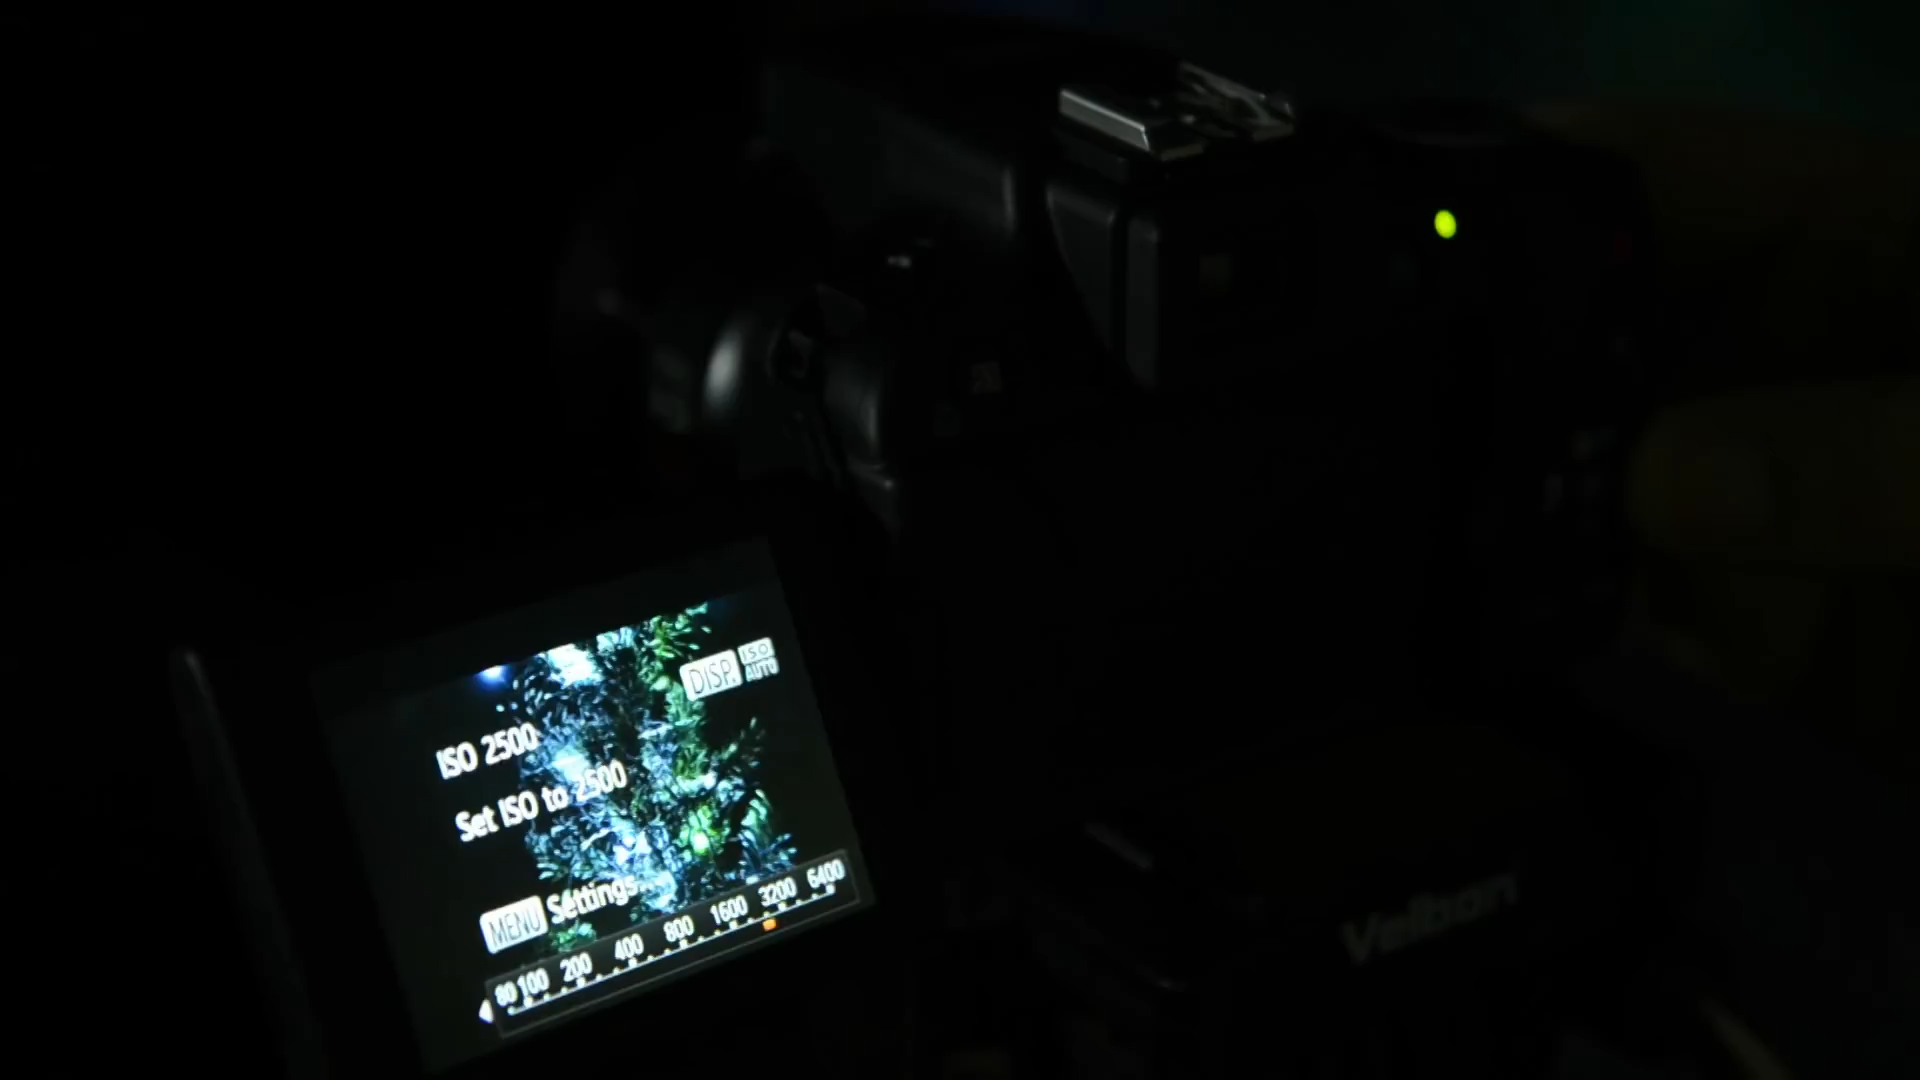 DISP. ISO AUTO
ISO 2500
Set ISO to 2500
MENU Settings
80 100 200 400 800 1600 3200 6400
Velbon